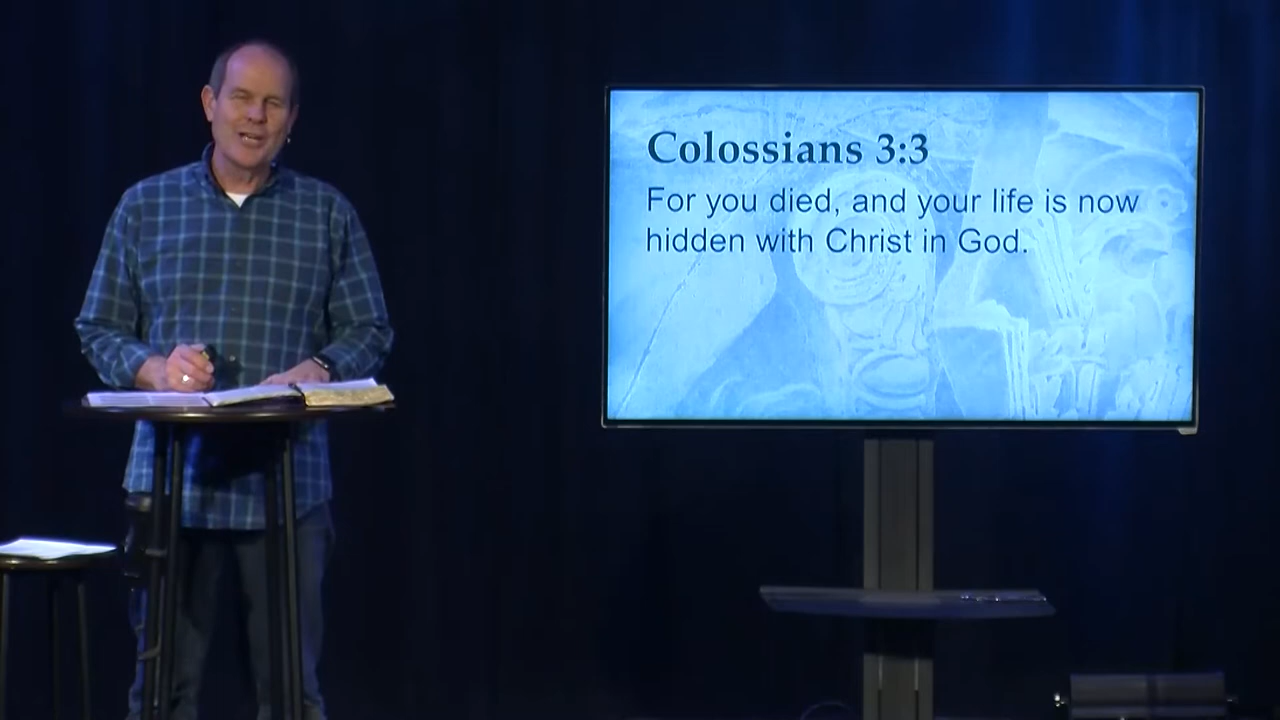 Colossians 3:3
For you died, and your life is now
hidden with Christ in God.